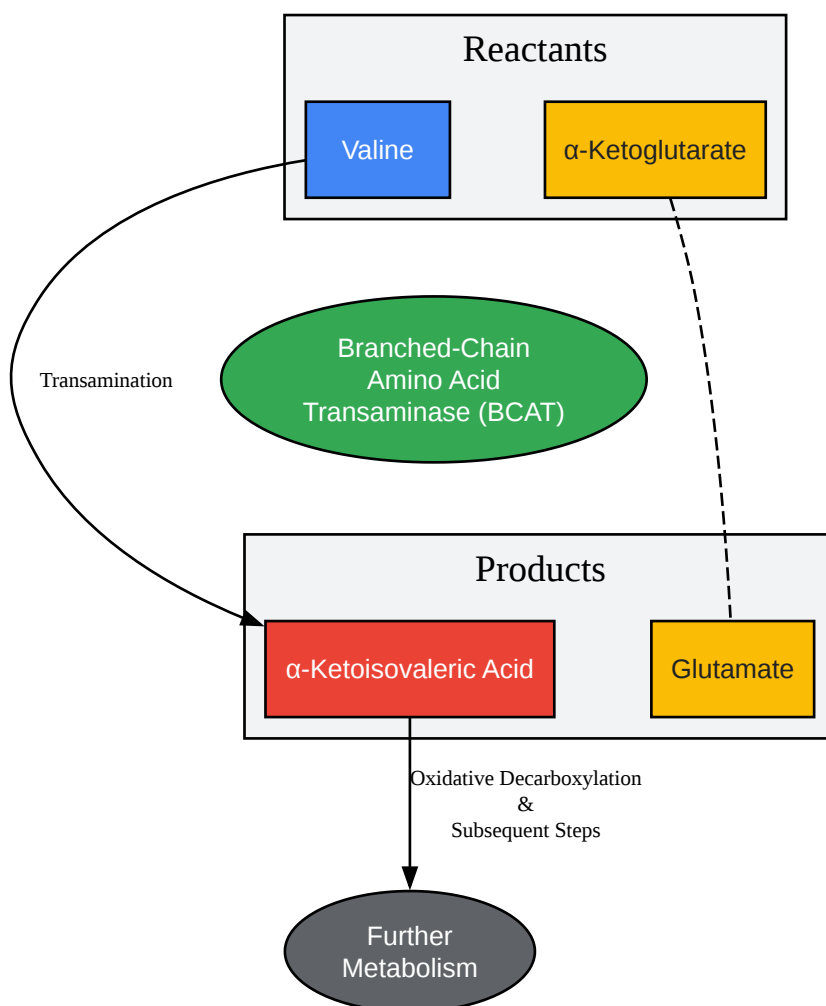 Reactants
Valine
α-Ketoglutarate
Branched-Chain
Amino Acid
Transaminase (BCAT)
Transamination
Products
α-Ketoisovaleric Acid
Glutamate
Oxidative Decarboxylation
&
Subsequent Steps
Further
Metabolism